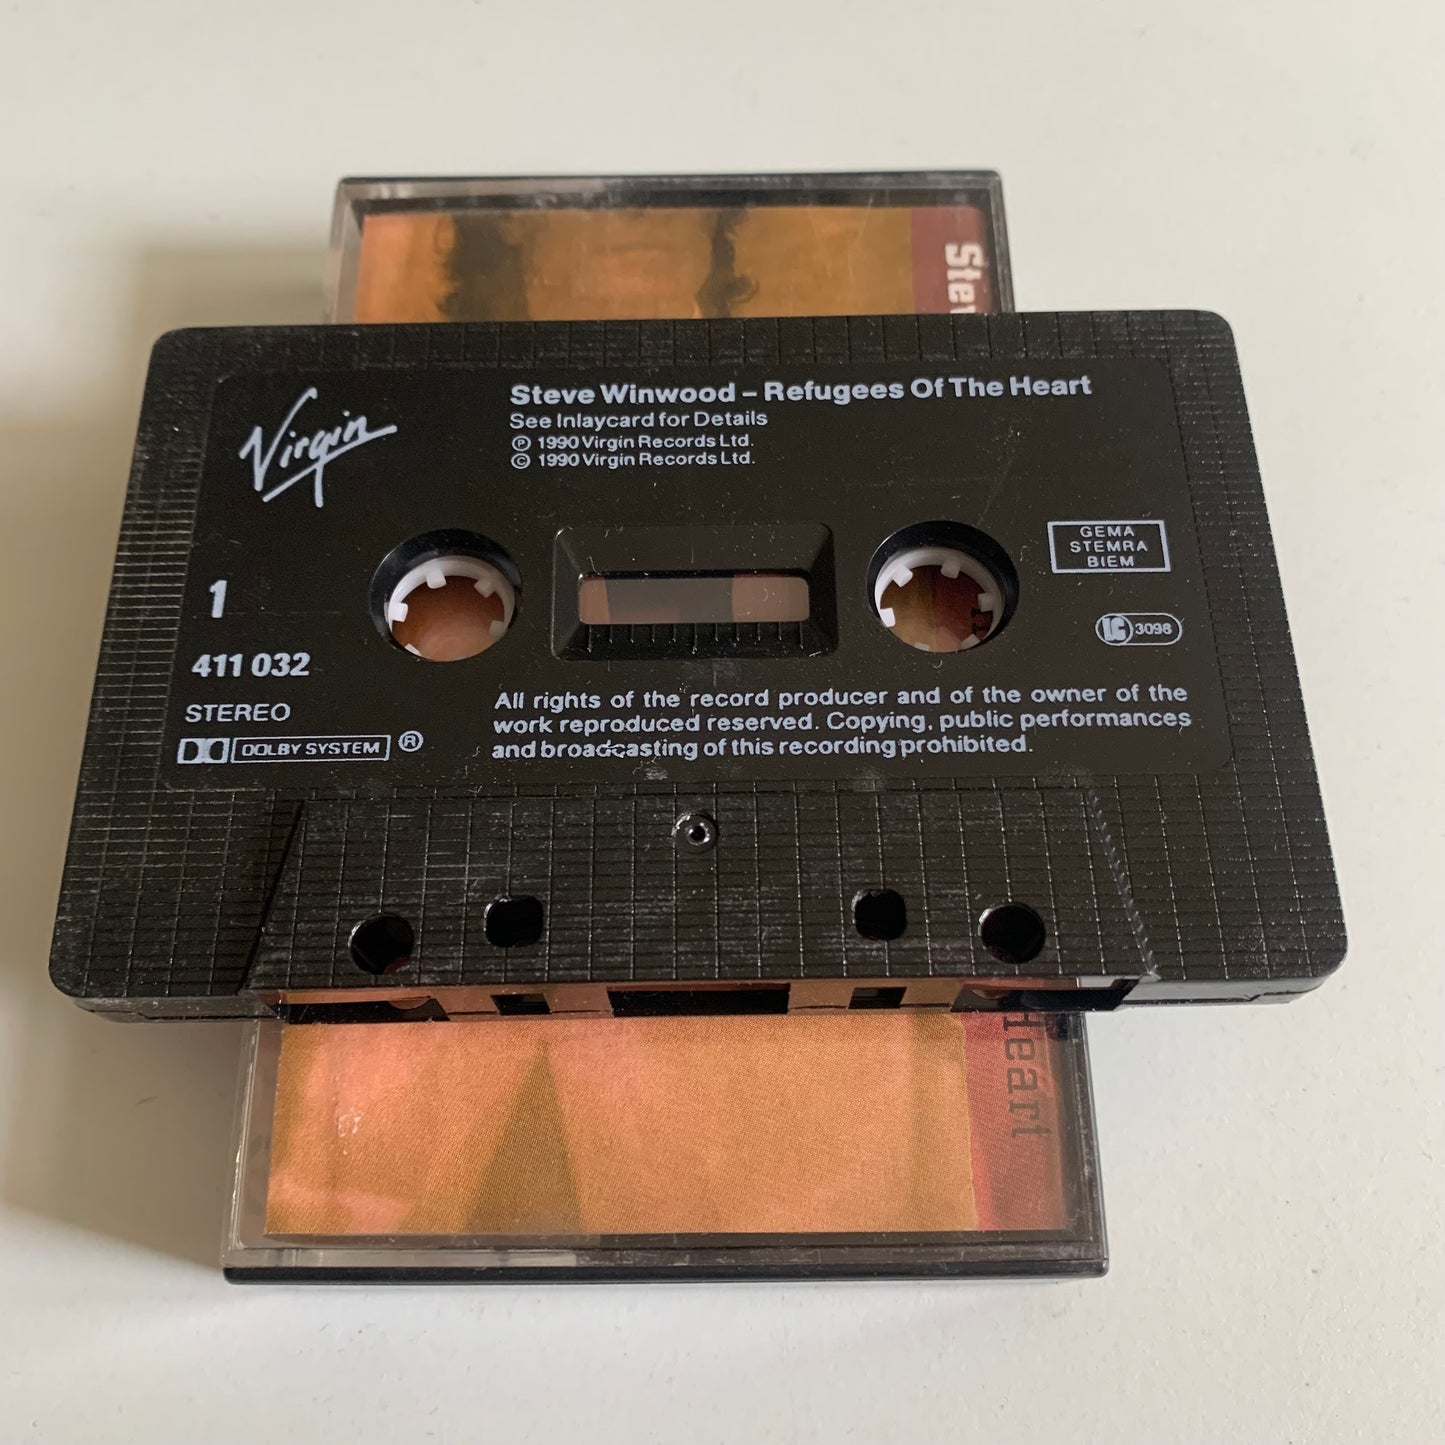 Stev
Virgin
Steve Winwood – Refugees Of The Heart
See Inlaycard for Details
℗ 1990 Virgin Records Ltd.
© 1990 Virgin Records Ltd.
GEMA
STEMRA
BIEM
1
LC 3098
411 032
STEREO
DOLBY SYSTEM ®
All rights of the record producer and of the owner of the
work reproduced reserved. Copying, public performances
and broadcasting of this recording prohibited.
Heart